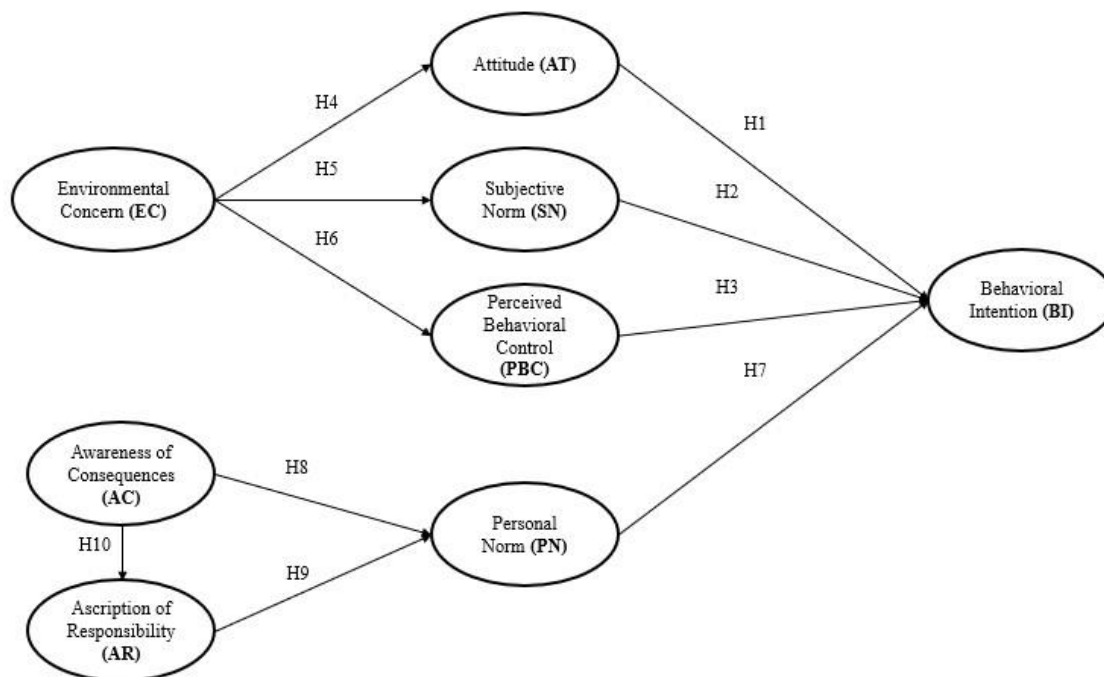 Attitude (AT)
H4
H1
H5
Environmental
Concern (EC)
Subjective
Norm (SN)
H2
H6
Perceived
Behavioral
Control
(PBC)
H3
Behavioral
Intention (BI)
H7
Awareness of
Consequences
(AC)
H8
H10
Personal
Norm (PN)
H9
Ascription of
Responsibility
(AR)